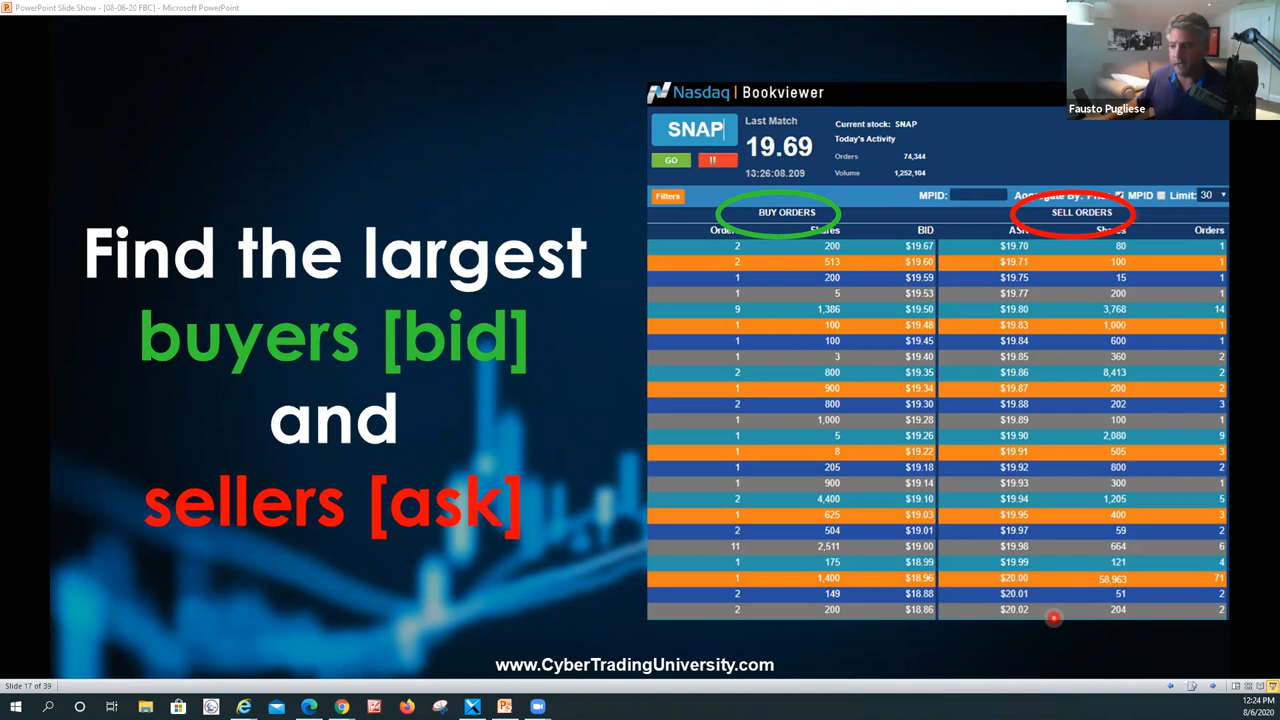 PowerPoint Slide Show - [08-06-20 FBC] - Microsoft PowerPoint
Fausto Pugliese
Find the largest
buyers [bid]
and
sellers [ask]
Nasdaq | Bookviewer
SNAP
GO
!!
Last Match
19.69
13:26:08.209
Current stock: SNAP
Today's Activity
Orders 74,344
Volume 1,252,104
Filters MPID: Aggregate By: Price MPID Limit: 30
BUY ORDERS SELL ORDERS
Orders Shares BID ASK Shares Orders
2 200 $19.67 $19.70 80 1
2 513 $19.60 $19.71 100 1
1 200 $19.59 $19.75 15 1
1 5 $19.53 $19.77 200 1
9 1,386 $19.50 $19.80 3,768 14
1 100 $19.48 $19.83 1,000 1
1 100 $19.45 $19.84 600 1
1 3 $19.40 $19.85 360 2
2 800 $19.35 $19.86 8,413 2
1 900 $19.34 $19.87 200 2
2 800 $19.30 $19.88 202 3
1 1,000 $19.28 $19.89 100 1
1 5 $19.26 $19.90 2,080 9
1 8 $19.22 $19.91 505 3
1 205 $19.18 $19.92 800 2
1 900 $19.14 $19.93 300 1
2 4,400 $19.10 $19.94 1,205 5
1 625 $19.03 $19.95 400 3
2 504 $19.01 $19.97 59 2
11 2,511 $19.00 $19.98 664 6
1 175 $18.99 $19.99 121 4
1 1,400 $18.96 $20.00 58,963 71
2 149 $18.88 $20.01 51 2
2 200 $18.86 $20.02 204 2
www.CyberTradingUniversity.com
Slide 17 of 39
12:24 PM
8/6/2020